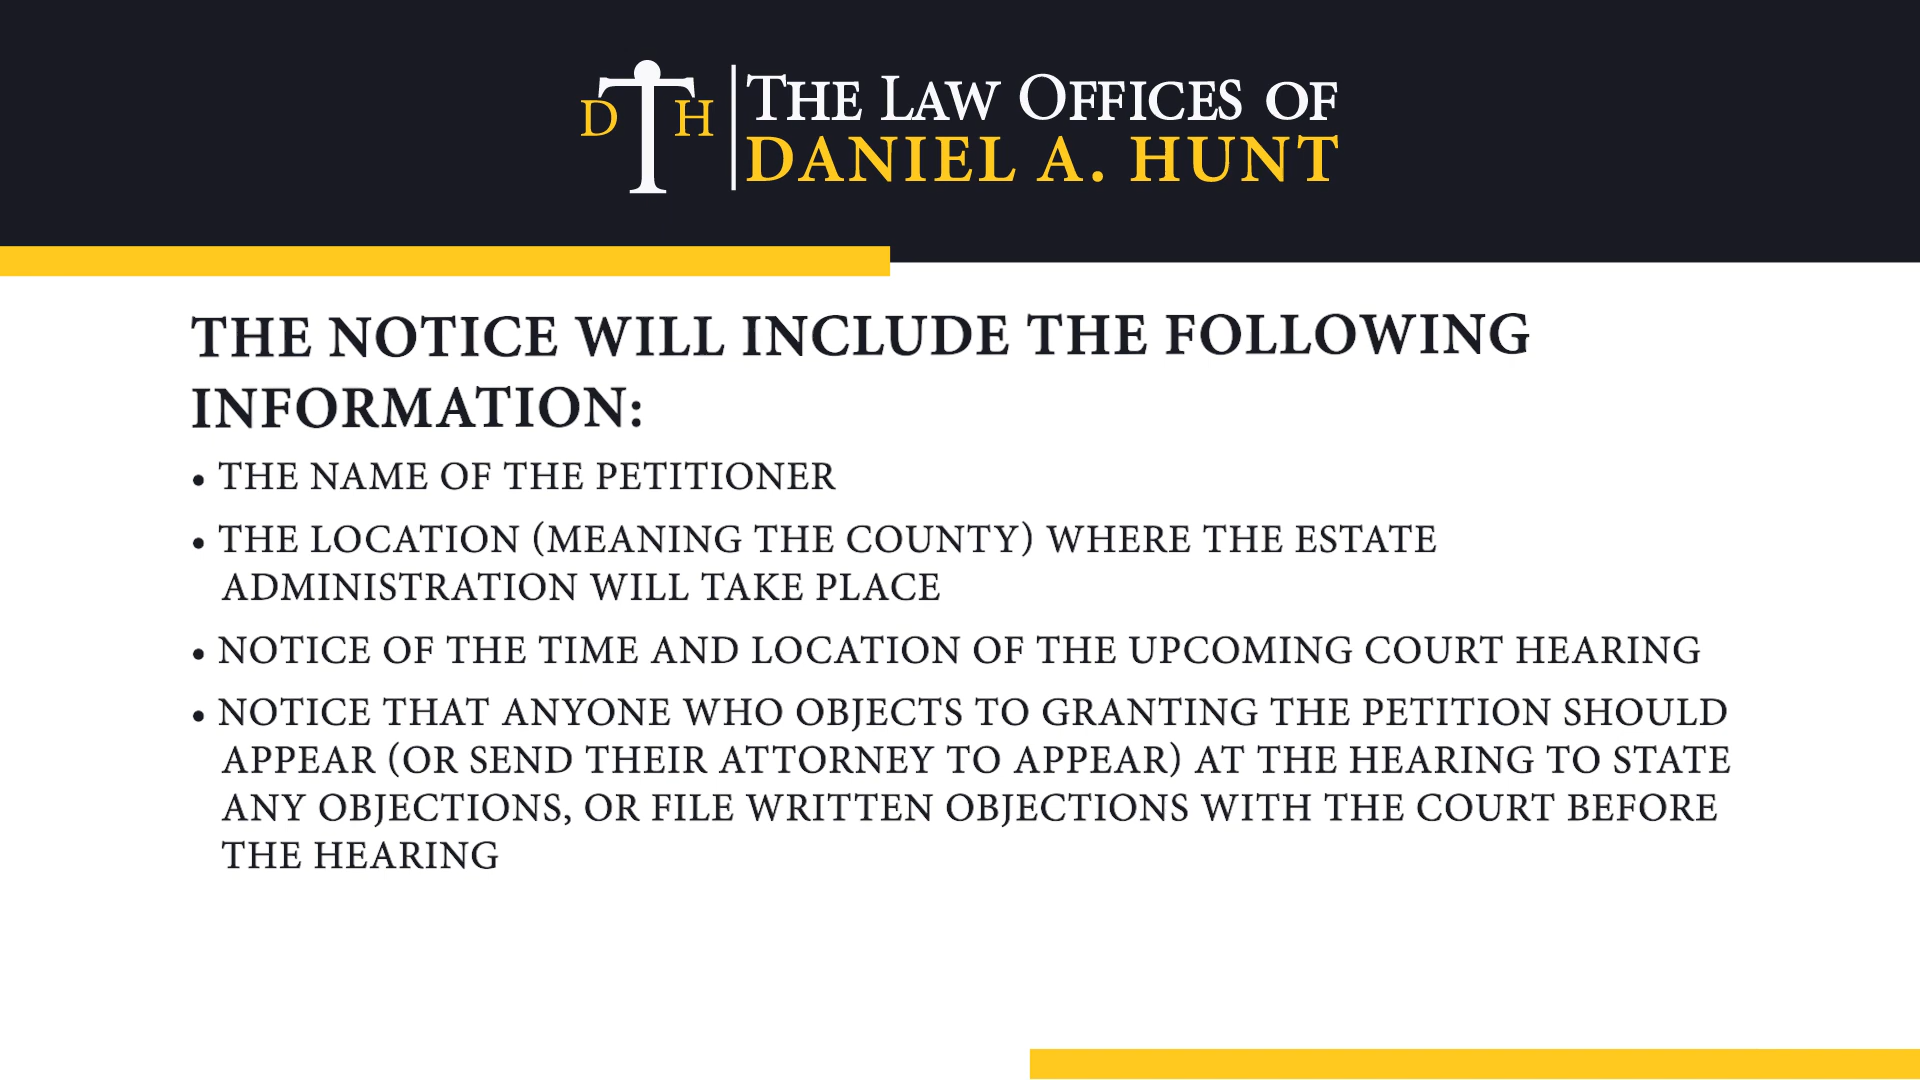 D H
THE LAW OFFICES OF
DANIEL A. HUNT
THE NOTICE WILL INCLUDE THE FOLLOWING
INFORMATION:
• THE NAME OF THE PETITIONER
• THE LOCATION (MEANING THE COUNTY) WHERE THE ESTATE
ADMINISTRATION WILL TAKE PLACE
• NOTICE OF THE TIME AND LOCATION OF THE UPCOMING COURT HEARING
• NOTICE THAT ANYONE WHO OBJECTS TO GRANTING THE PETITION SHOULD
APPEAR (OR SEND THEIR ATTORNEY TO APPEAR) AT THE HEARING TO STATE
ANY OBJECTIONS, OR FILE WRITTEN OBJECTIONS WITH THE COURT BEFORE
THE HEARING